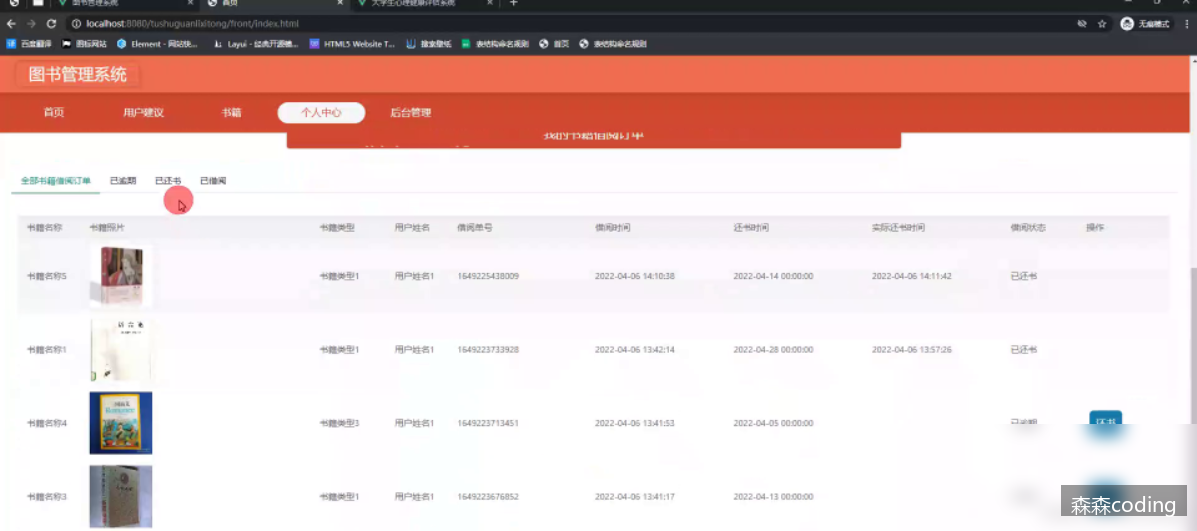 图书管理系统 首页 大学生心理健康评估系统
localhost:8080/tushuguanlixitong/front/index.html 无痕模式
百度翻译 图标网站 Element - 网站快... Layui - 经典开源模... HTML5 Website T... 搜索壁纸 表结构命名规则 首页 表结构命名规则
图书管理系统
首页 用户建议 书籍 个人中心 后台管理
我的书籍借阅订单
全部书籍借阅订单 已逾期 已还书 已借阅
书籍名称 书籍照片 书籍类型 用户姓名 借阅单号 借阅时间 还书时间 实际还书时间 借阅状态 操作
书籍名称5 书籍类型1 用户姓名1 1649225438009 2022-04-06 14:10:38 2022-04-14 00:00:00 2022-04-06 14:11:42 已还书
书籍名称1 书籍类型1 用户姓名1 1649223733928 2022-04-06 13:42:14 2022-04-28 00:00:00 2022-04-06 13:57:26 已还书
书籍名称4 书籍类型3 用户姓名1 1649223713451 2022-04-06 13:41:53 2022-04-05 00:00:00 已逾期 还书
书籍名称3 书籍类型1 用户姓名1 1649223676852 2022-04-06 13:41:17 2022-04-13 00:00:00
森森coding